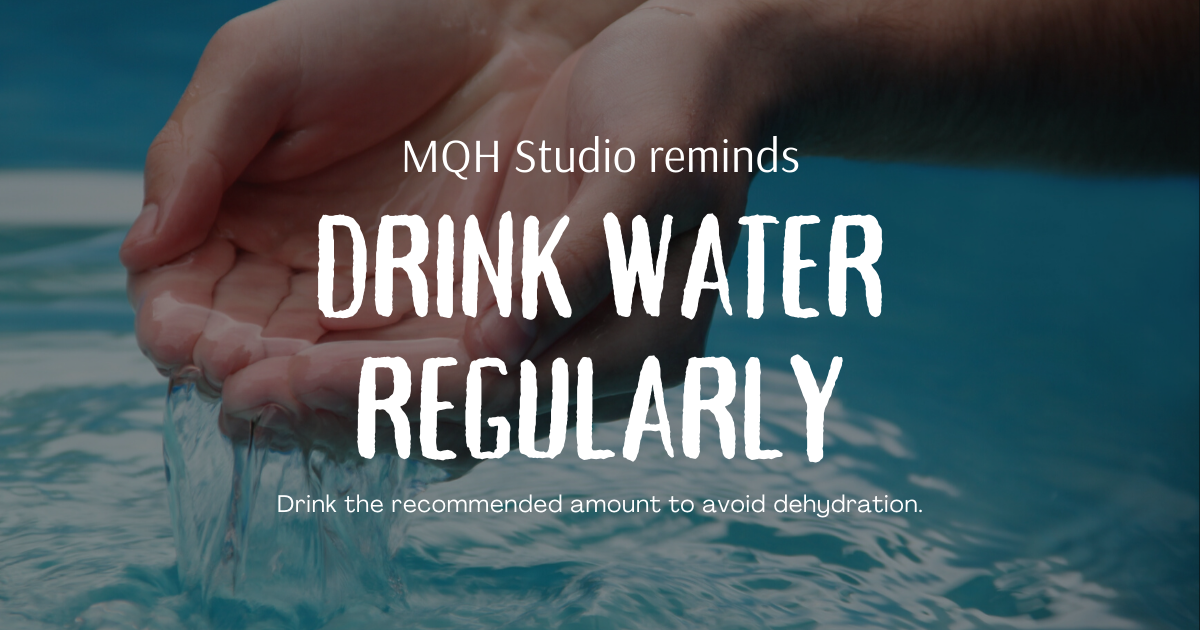 MQH Studio reminds
DRINK WATER
REGULARLY
Drink the recommended amount to avoid dehydration.